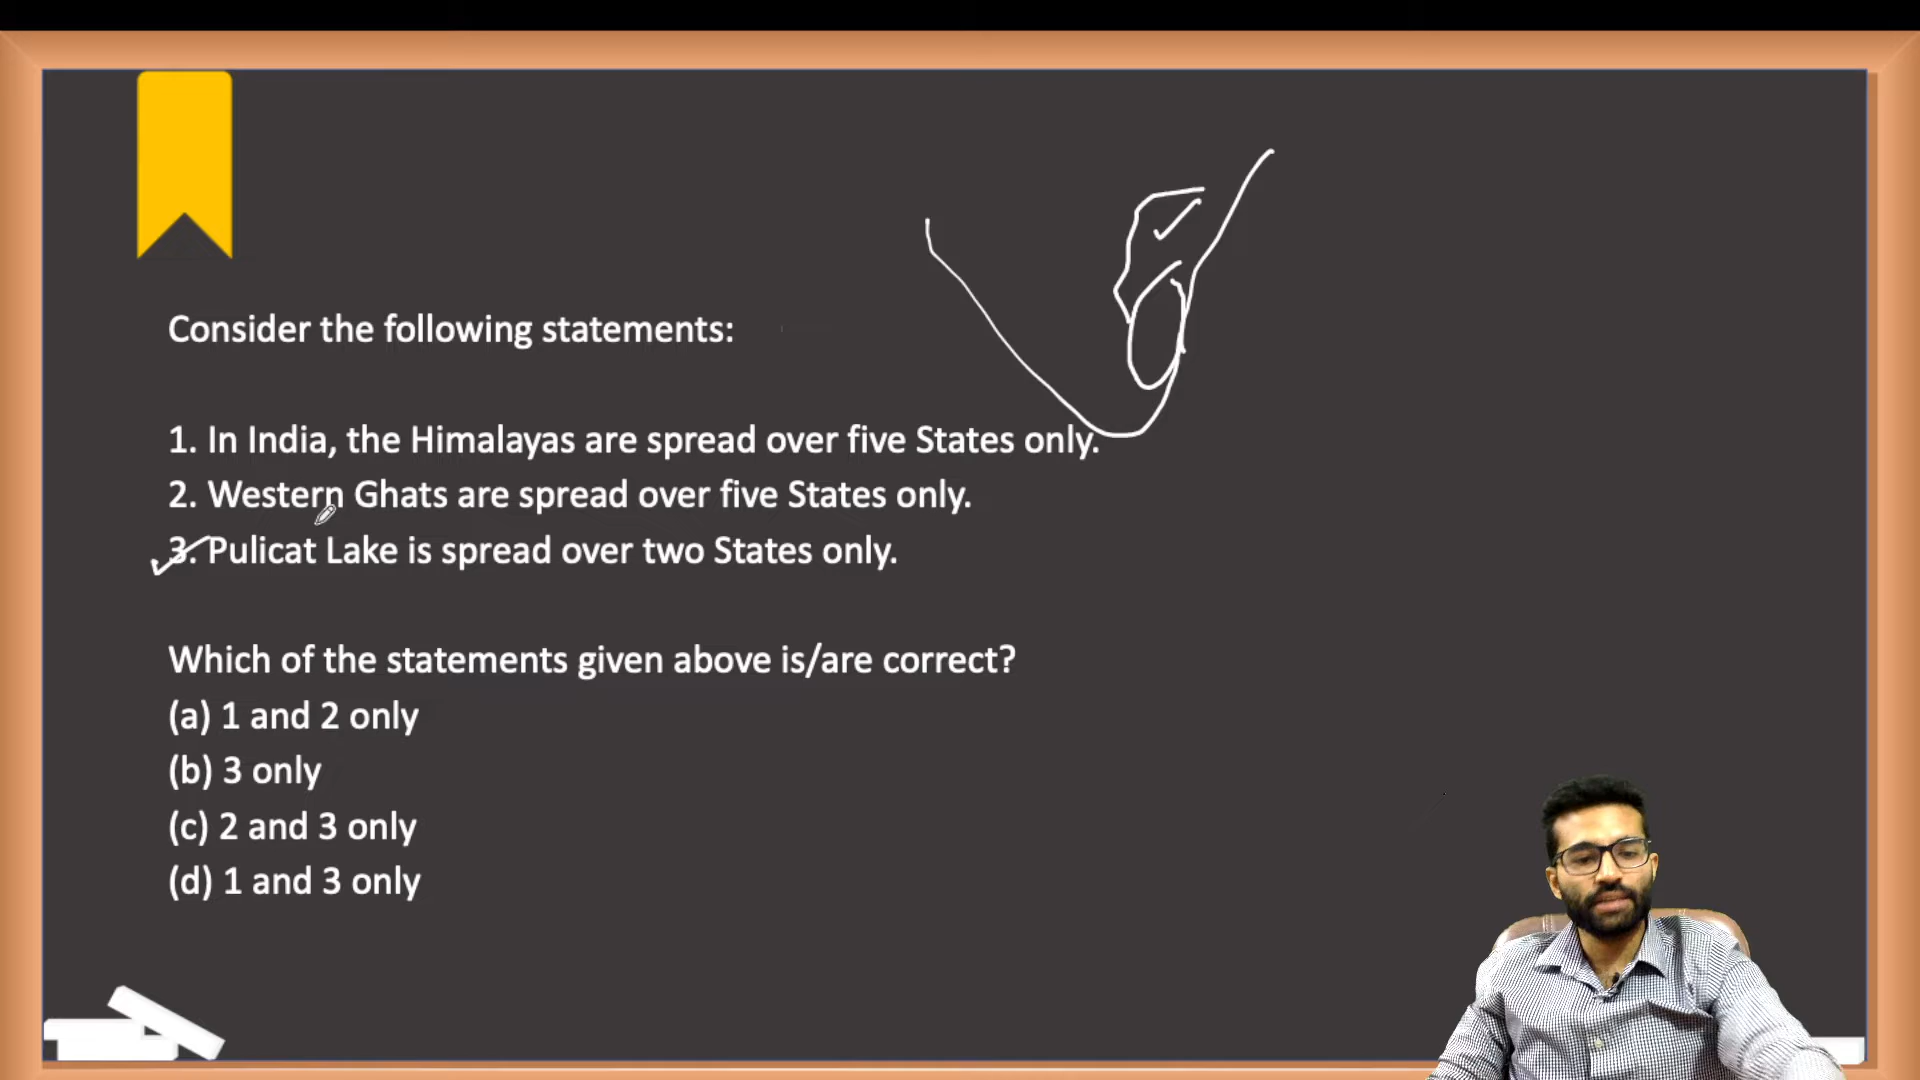 Consider the following statements:
1. In India, the Himalayas are spread over five States only.
2. Western Ghats are spread over five States only.
3. Pulicat Lake is spread over two States only.
Which of the statements given above is/are correct?
(a) 1 and 2 only
(b) 3 only
(c) 2 and 3 only
(d) 1 and 3 only